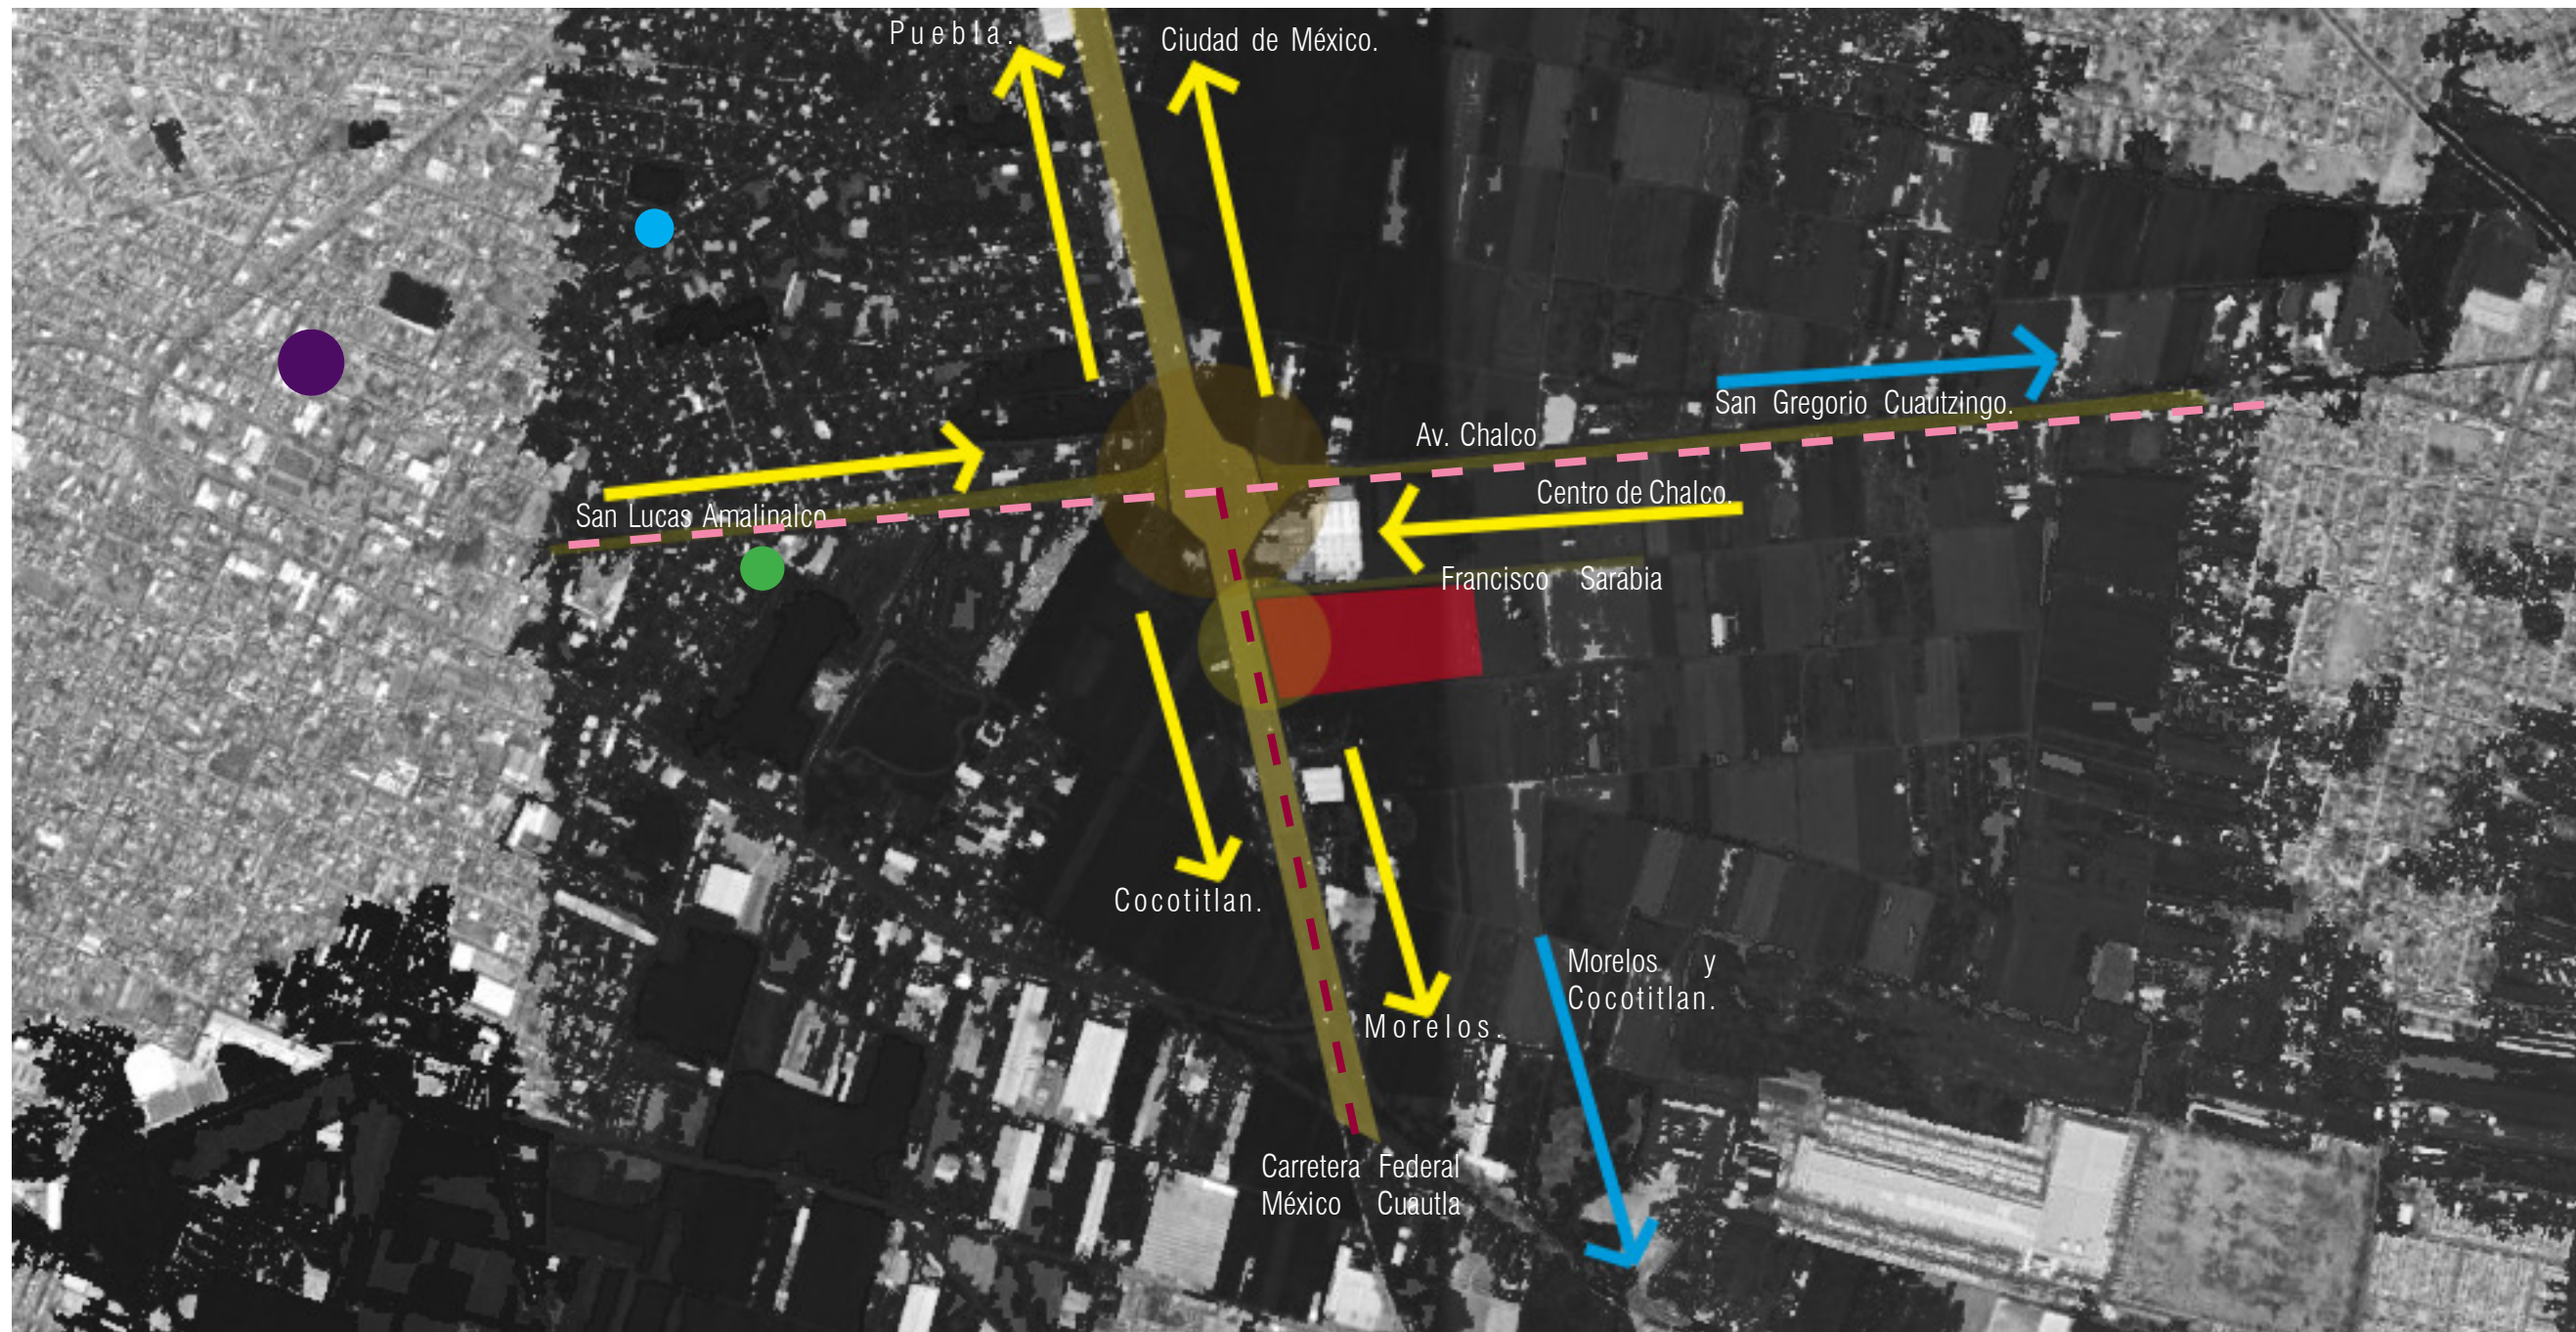 Puebla.
Ciudad de México.
San Gregorio Cuautzingo.
Av. Chalco
Centro de Chalco.
San Lucas Amalinalco
Francisco Sarabia
Cocotitlan.
Morelos y
Cocotitlan.
Morelos.
Carretera Federal
México Cuautla